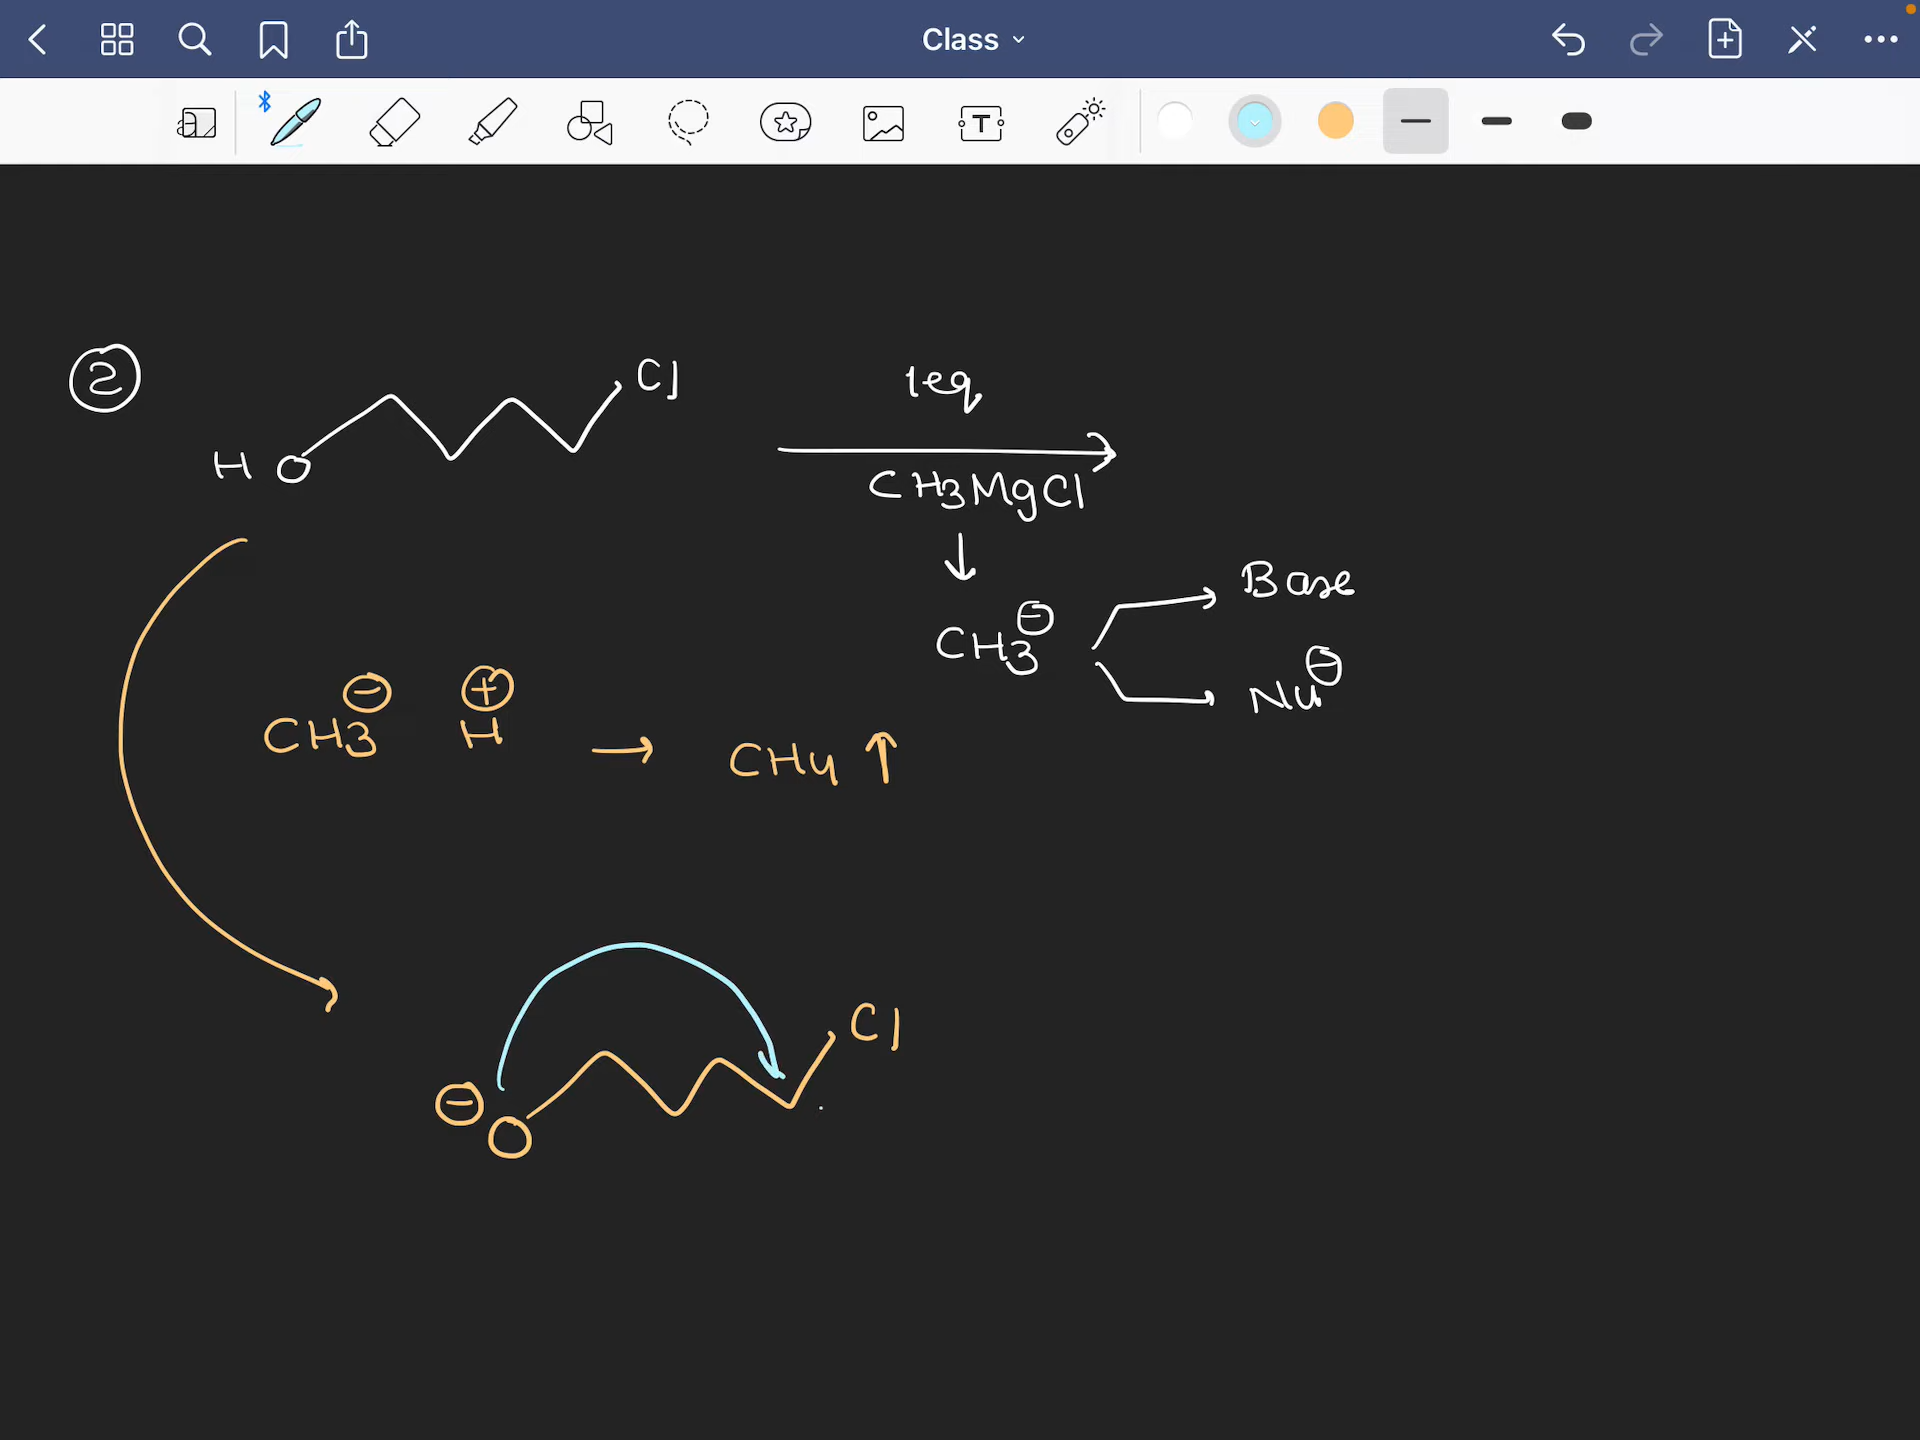 Class
T
② Cl 1eq
H O
CH3MgCl
↓
Base
CH3⊖
Nu⊖
CH3⊖ H⊕ → CH4 ↑
Cl
⊖
O